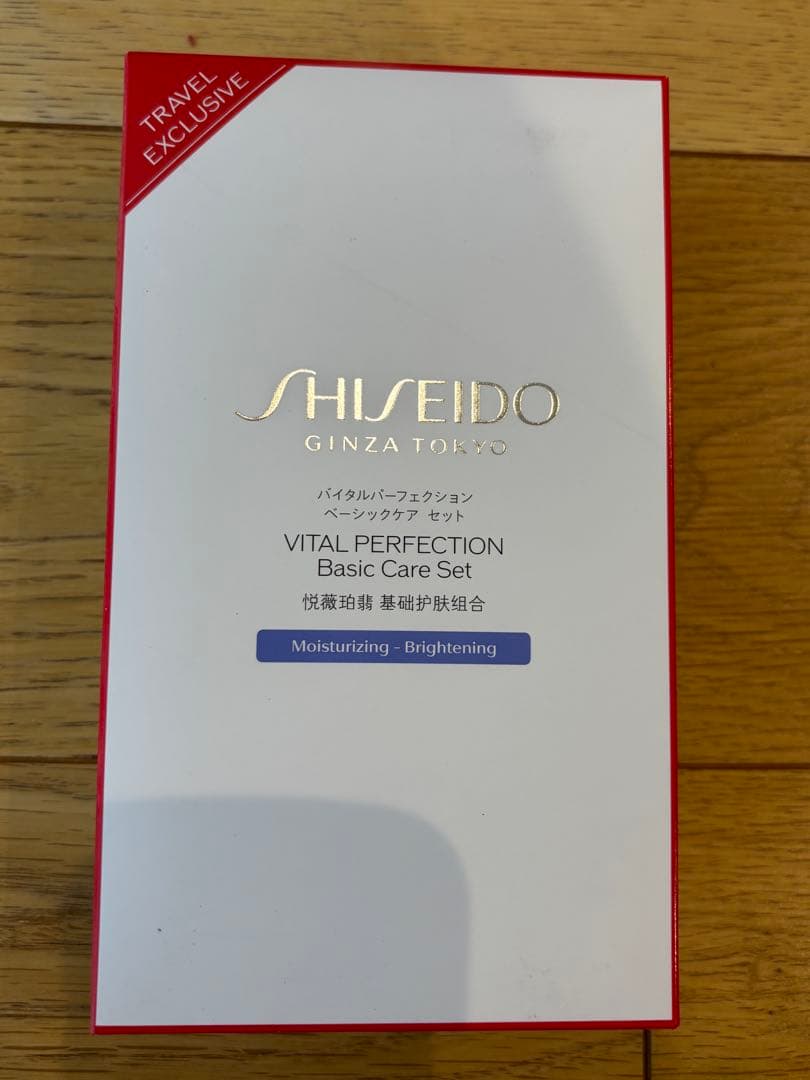 TRAVEL
EXCLUSIVE
SHISEIDO
GINZA TOKYO
バイタルパーフェクション
ベーシックケア セット
VITAL PERFECTION
Basic Care Set
悦薇珀翡 基础护肤组合
Moisturizing - Brightening